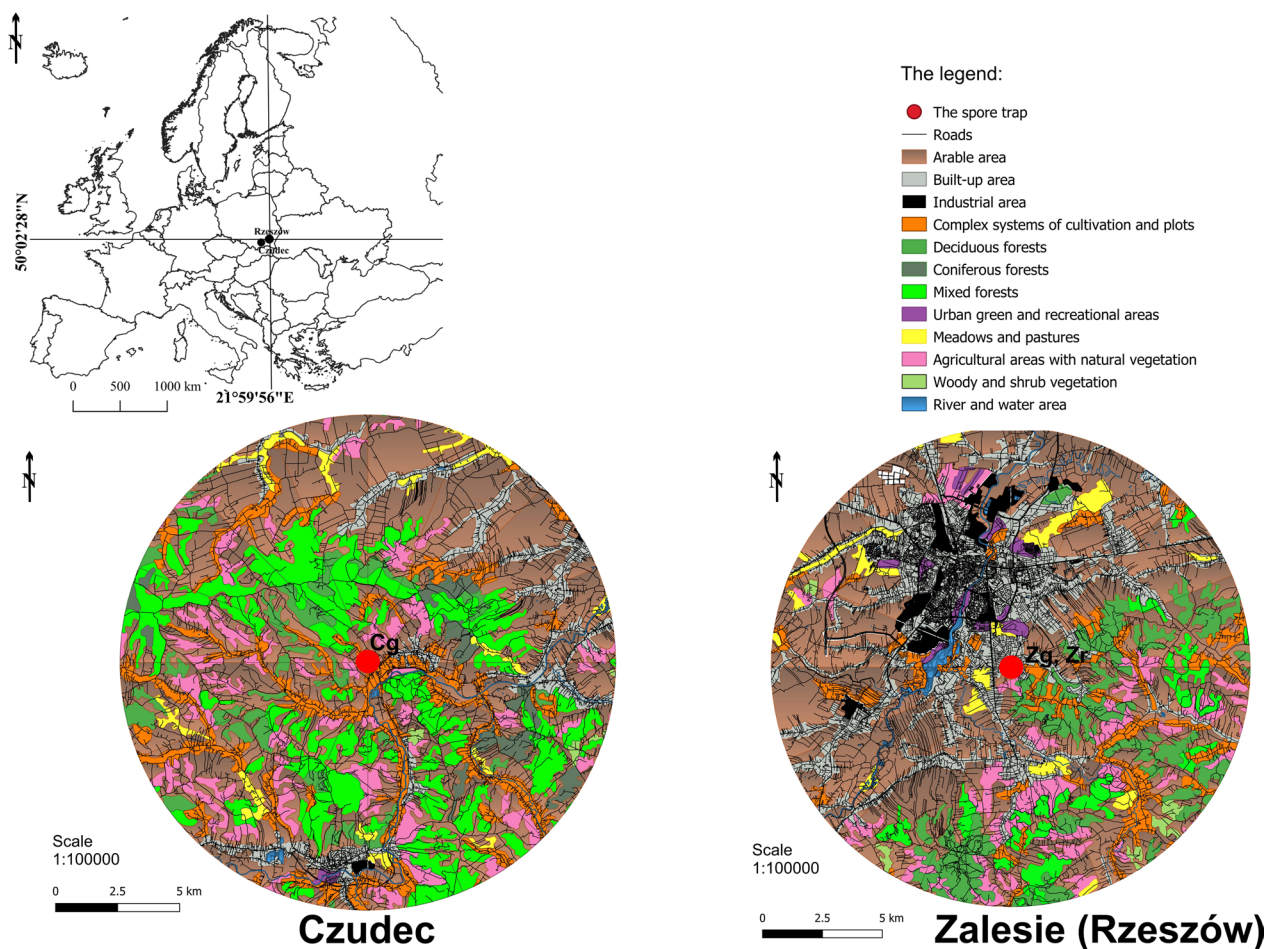 N
Rzeszów
Czudec
50°02'28"N
0 500 1000 km
21°59'56"E
The legend:
The spore trap
Roads
Arable area
Built-up area
Industrial area
Complex systems of cultivation and plots
Deciduous forests
Coniferous forests
Mixed forests
Urban green and recreational areas
Meadows and pastures
Agricultural areas with natural vegetation
Woody and shrub vegetation
River and water area
N
Cg
Scale
1:100000
0 2.5 5 km
Czudec
N
Zg, Zr
Scale
1:100000
0 2.5 5 km
Zalesie (Rzeszów)